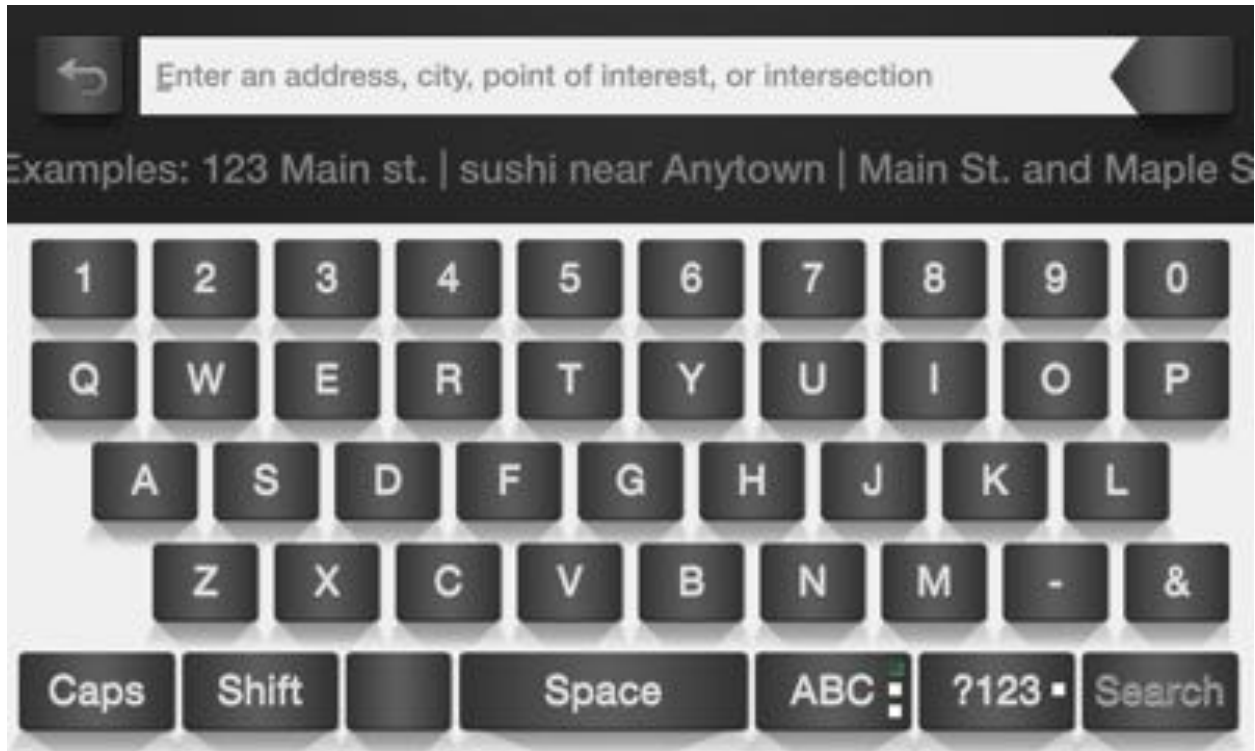 Enter an address, city, point of interest, or intersection
Examples: 123 Main st. | sushi near Anytown | Main St. and Maple S
1 2 3 4 5 6 7 8 9 0
Q W E R T Y U I O P
A S D F G H J K L
Z X C V B N M - &
Caps Shift Space ABC ?123 Search